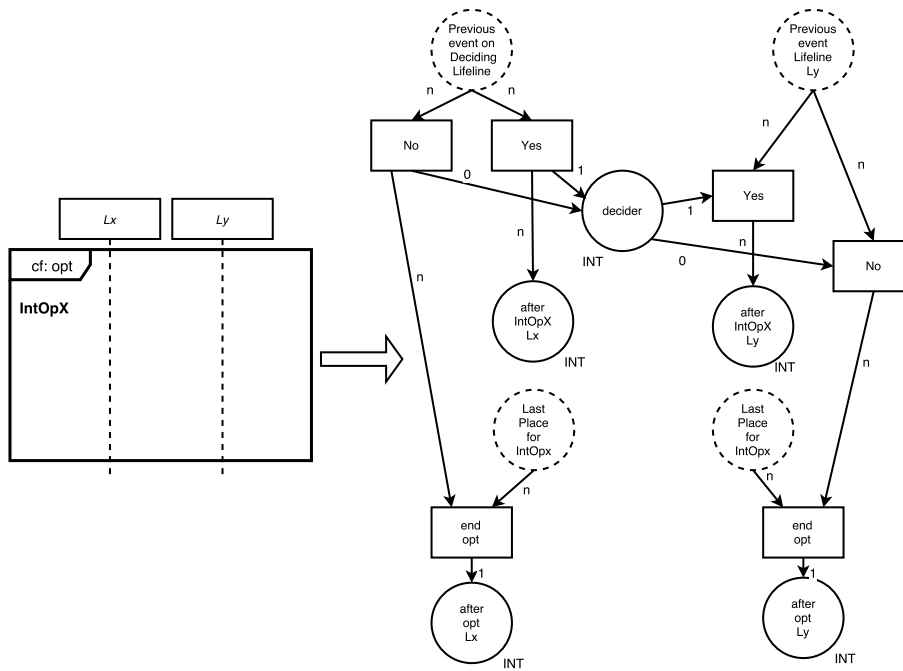 Previous
event on
Deciding
Lifeline
Previous
event
Lifeline
Ly
n
n
n
n
No
Yes
0
1
decider
INT
1
0
Yes
No
n
n
n
n
Lx
Ly
cf: opt
IntOpX
after
IntOpX
Lx
INT
after
IntOpX
Ly
INT
Last
Place
for
IntOpx
Last
Place
for
IntOpx
n
n
end
opt
end
opt
1
1
after
opt
Lx
INT
after
opt
Ly
INT